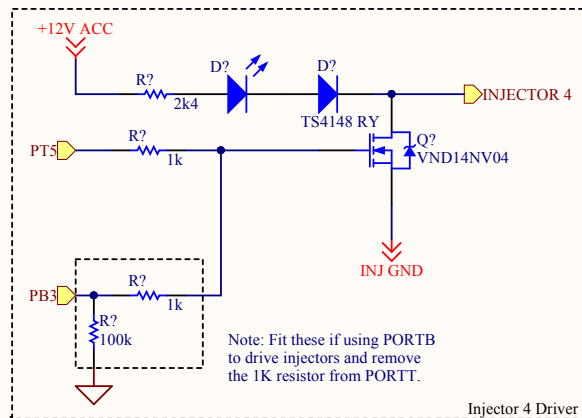 +12V ACC
D?
D?
R?
2k4
INJECTOR 4
TS4148 RY
R?
Q?
PT5
VND14NV04
1k
INJ GND
R?
PB3
1k
R?
100k
Note: Fit these if using PORTB
to drive injectors and remove
the 1K resistor from PORTT.
Injector 4 Driver